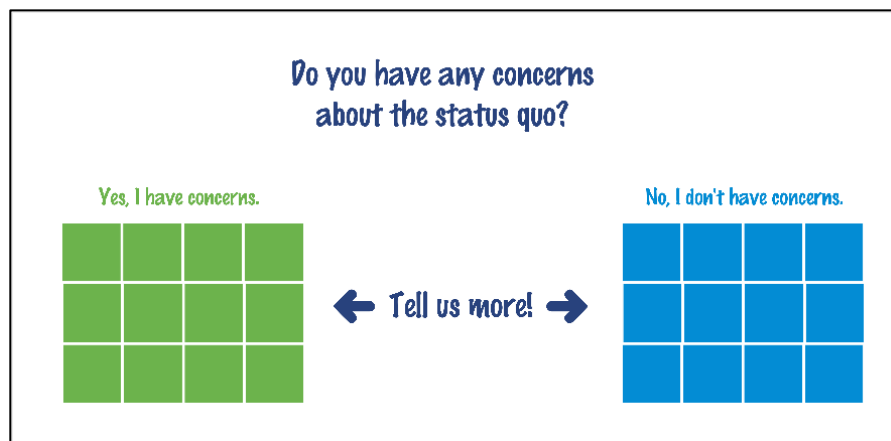 Do you have any concerns
about the status quo?
Yes, I have concerns.
No, I don't have concerns.
Tell us more!